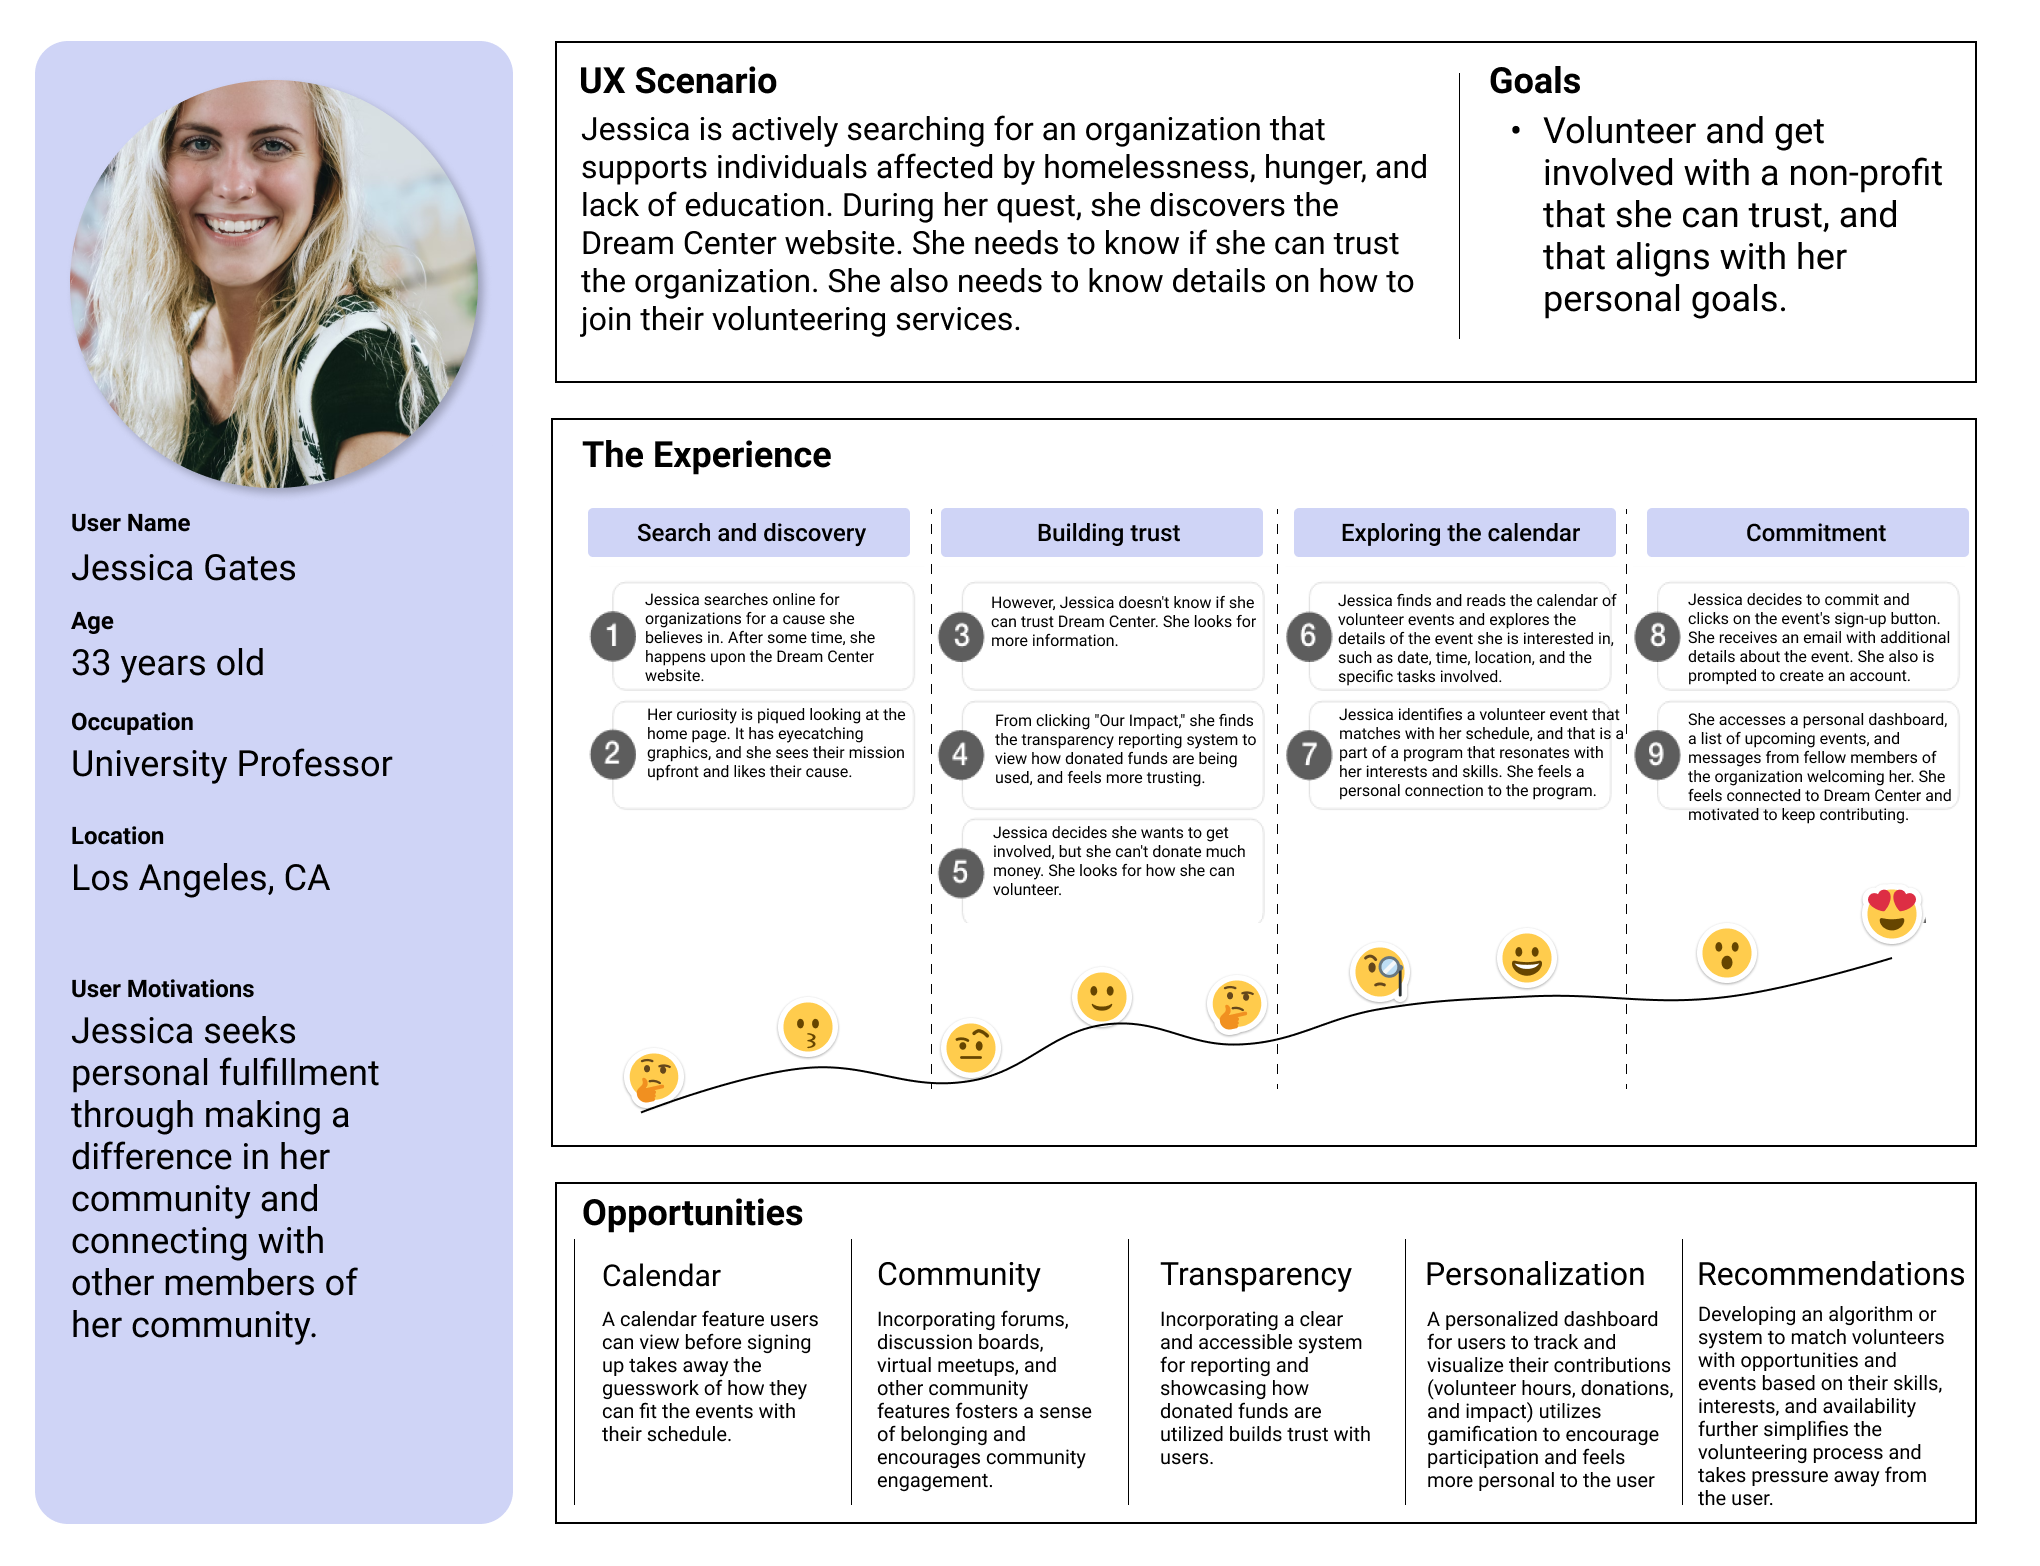 User Name
Jessica Gates
Age
33 years old
Occupation
University Professor
Location
Los Angeles, CA
User Motivations
Jessica seeks
personal fulfillment
through making a
difference in her
community and
connecting with
other members of
her community.
UX Scenario
Jessica is actively searching for an organization that
supports individuals affected by homelessness, hunger, and
lack of education. During her quest, she discovers the
Dream Center website. She needs to know if she can trust
the organization. She also needs to know details on how to
join their volunteering services.
Goals
• Volunteer and get
involved with a non-profit
that she can trust, and
that aligns with her
personal goals.
The Experience
Search and discovery
1
Jessica searches online for
organizations for a cause she
believes in. After some time, she
happens upon the Dream Center
website.
2
Her curiosity is piqued looking at the
home page. It has eyecatching
graphics, and she sees their mission
upfront and likes their cause.
Building trust
3
However, Jessica doesn't know if she
can trust Dream Center. She looks for
more information.
4
From clicking "Our Impact," she finds
the transparency reporting system to
view how donated funds are being
used, and feels more trusting.
5
Jessica decides she wants to get
involved, but she can't donate much
money. She looks for how she can
volunteer.
Exploring the calendar
6
Jessica finds and reads the calendar of
volunteer events and explores the
details of the event she is interested in,
such as date, time, location, and the
specific tasks involved.
7
Jessica identifies a volunteer event that
matches with her schedule, and that is a
part of a program that resonates with
her interests and skills. She feels a
personal connection to the program.
Commitment
8
Jessica decides to commit and
clicks on the event's sign-up button.
She receives an email with additional
details about the event. She also is
prompted to create an account.
9
She accesses a personal dashboard,
a list of upcoming events, and
messages from fellow members of
the organization welcoming her. She
feels connected to Dream Center and
motivated to keep contributing.
Opportunities
Calendar
A calendar feature users
can view before signing
up takes away the
guesswork of how they
can fit the events with
their schedule.
Community
Incorporating forums,
discussion boards,
virtual meetups, and
other community
features fosters a sense
of belonging and
encourages community
engagement.
Transparency
Incorporating a clear
and accessible system
for reporting and
showcasing how
donated funds are
utilized builds trust with
users.
Personalization
A personalized dashboard
for users to track and
visualize their contributions
(volunteer hours, donations,
and impact) utilizes
gamification to encourage
participation and feels
more personal to the user
Recommendations
Developing an algorithm or
system to match volunteers
with opportunities and
events based on their skills,
interests, and availability
further simplifies the
volunteering process and
takes pressure away from
the user.